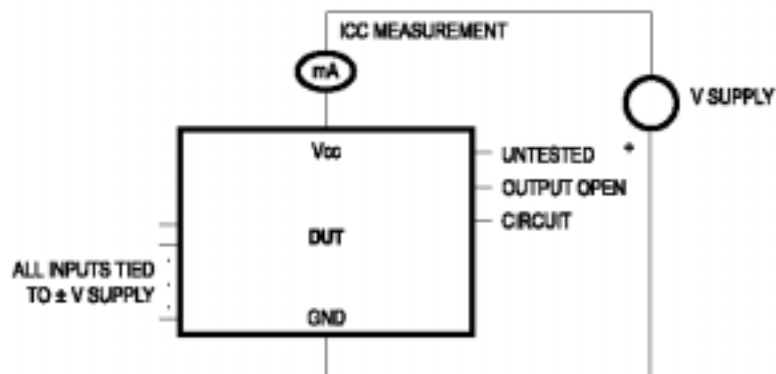 ICC MEASUREMENT
mA
V SUPPLY
Vcc
UNTESTED
OUTPUT OPEN
DUT
CIRCUIT
ALL INPUTS TIED
TO ± V SUPPLY
GND